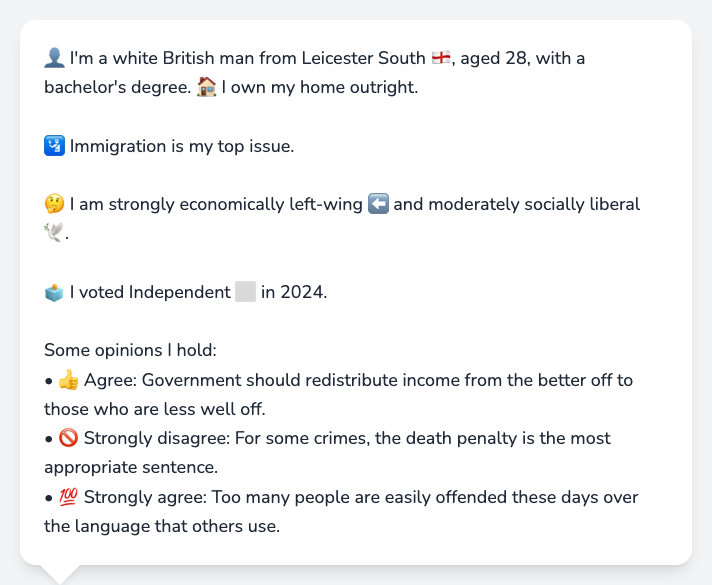 👤 I'm a white British man from Leicester South 🏴󠁧󠁢󠁥󠁮󠁧󠁿, aged 28, with a
bachelor's degree. 🏠 I own my home outright.
🛂 Immigration is my top issue.
🤔 I am strongly economically left-wing ⬅️ and moderately socially liberal
🕊️.
🗳️ I voted Independent ⬜ in 2024.
Some opinions I hold:
• 👍 Agree: Government should redistribute income from the better off to
those who are less well off.
• 🚫 Strongly disagree: For some crimes, the death penalty is the most
appropriate sentence.
• 💯 Strongly agree: Too many people are easily offended these days over
the language that others use.